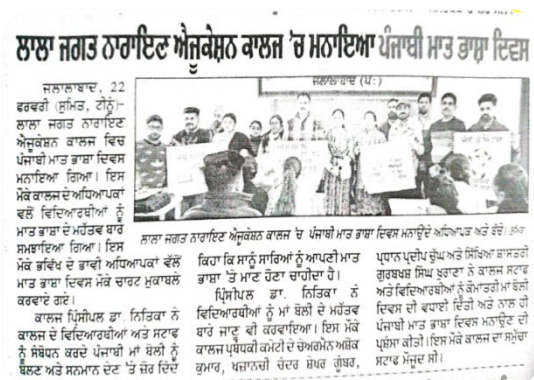 ਲਾਲਾ ਜਗਤ ਨਾਰਾਇਣ ਐਜੂਕੇਸ਼ਨ ਕਾਲਜ 'ਚ ਮਨਾਇਆ ਪੰਜਾਬੀ ਮਾਤ ਭਾਸ਼ਾ ਦਿਵਸ
ਜਲਾਲਾਬਾਦ (ਪੰ:)
ਜਲਾਲਾਬਾਦ, 22
ਫਰਵਰੀ (ਸੁਮਿਤ, ਟੀਨੂੰ)-
ਲਾਲਾ ਜਗਤ ਨਾਰਾਇਣ
ਐਜੂਕੇਸ਼ਨ ਕਾਲਜ ਵਿਚ
ਪੰਜਾਬੀ ਮਾਤ ਭਾਸ਼ਾ ਦਿਵਸ
ਮਨਾਇਆ ਗਿਆ। ਇਸ
ਮੌਕੇ ਕਾਲਜ ਦੇ ਅਧਿਆਪਕਾਂ
ਵਲੋਂ ਵਿਦਿਆਰਥੀਆਂ ਨੂੰ
ਮਾਤ ਭਾਸ਼ਾ ਦੇ ਮਹੱਤਵ ਬਾਰੇ
ਸਮਝਾਇਆ ਗਿਆ। ਇਸ
ਮੌਕੇ ਭਵਿੱਖ ਦੇ ਭਾਵੀ ਅਧਿਆਪਕਾਂ ਵੱਲੋਂ
ਮਾਤ ਭਾਸ਼ਾ ਦਿਵਸ ਮੌਕੇ ਚਾਰਟ ਮੁਕਾਬਲੇ
ਕਰਵਾਏ ਗਏ।
ਕਾਲਜ ਪ੍ਰਿੰਸੀਪਲ ਡਾ. ਨਿਤਿਕਾ ਨੇ
ਕਾਲਜ ਦੇ ਵਿਦਿਆਰਥੀਆਂ ਅਤੇ ਸਟਾਫ
ਨੂੰ ਸੰਬੋਧਨ ਕਰਦੇ ਪੰਜਾਬੀ ਮਾਂ ਬੋਲੀ ਨੂੰ
ਬੋਲਣ ਅਤੇ ਸਨਮਾਨ ਦੇਣ 'ਤੇ ਜ਼ੋਰ ਦਿੰਦੇ
ਲਾਲਾ ਜਗਤ ਨਾਰਾਇਣ ਐਜੂਕੇਸ਼ਨ ਕਾਲਜ 'ਚ ਪੰਜਾਬੀ ਮਾਤ ਭਾਸ਼ਾ ਦਿਵਸ ਮਨਾਉਂਦੇ ਅਧਿਆਪਕ ਅਤੇ ਬੱਚੇ।
ਕਿਹਾ ਕਿ ਸਾਨੂੰ ਸਾਰਿਆਂ ਨੂੰ ਆਪਣੀ ਮਾਤ
ਭਾਸ਼ਾ 'ਤੇ ਮਾਣ ਹੋਣਾ ਚਾਹੀਦਾ ਹੈ।
ਪ੍ਰਿੰਸੀਪਲ ਡਾ. ਨਿਤਿਕਾ ਨੇ
ਵਿਦਿਆਰਥੀਆਂ ਨੂੰ ਮਾਂ ਬੋਲੀ ਦੇ ਮਹੱਤਵ
ਬਾਰੇ ਜਾਣੂ ਵੀ ਕਰਵਾਇਆ। ਇਸ ਮੌਕੇ
ਕਾਲਜ ਪ੍ਰਬੰਧਕੀ ਕਮੇਟੀ ਦੇ ਚੇਅਰਮੈਨ ਅਸ਼ੋਕ
ਕੁਮਾਰ, ਖਜ਼ਾਨਚੀ ਚੰਦਰ ਸ਼ੇਖਰ ਗੂੰਬਰ,
ਪ੍ਰਧਾਨ ਪ੍ਰਦੀਪ ਚੁੱਘ ਅਤੇ ਸਿੱਖਿਆ ਸ਼ਾਸਤਰੀ
ਗੁਰਬਖਸ਼ ਸਿੰਘ ਖੁਰਾਣਾ ਨੇ ਕਾਲਜ ਸਟਾਫ
ਅਤੇ ਵਿਦਿਆਰਥੀਆਂ ਨੂੰ ਕੌਮਾਂਤਰੀ ਮਾਂ ਬੋਲੀ
ਦਿਵਸ ਦੀ ਵਧਾਈ ਦਿੱਤੀ ਅਤੇ ਨਾਲ ਹੀ
ਪੰਜਾਬੀ ਮਾਤ ਭਾਸ਼ਾ ਦਿਵਸ ਮਨਾਉਣ ਦੀ
ਪ੍ਰਸ਼ੰਸਾ ਕੀਤੀ। ਇਸ ਮੌਕੇ ਕਾਲਜ ਦਾ ਸਮੁੱਚਾ
ਸਟਾਫ ਮੌਜੂਦ ਸੀ।